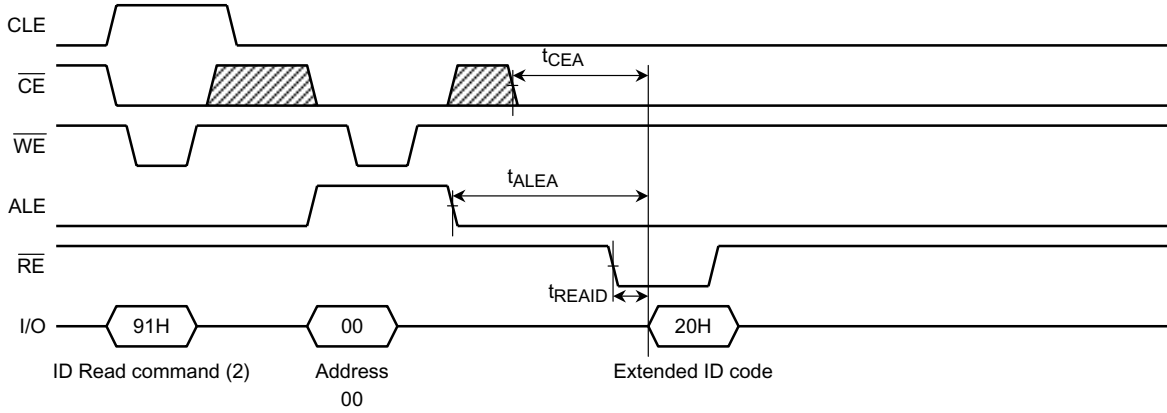 CLE
CE
tCEA
WE
ALE
tALEA
RE
tREAID
I/O 91H 00 20H
ID Read command (2) Address Extended ID code
00